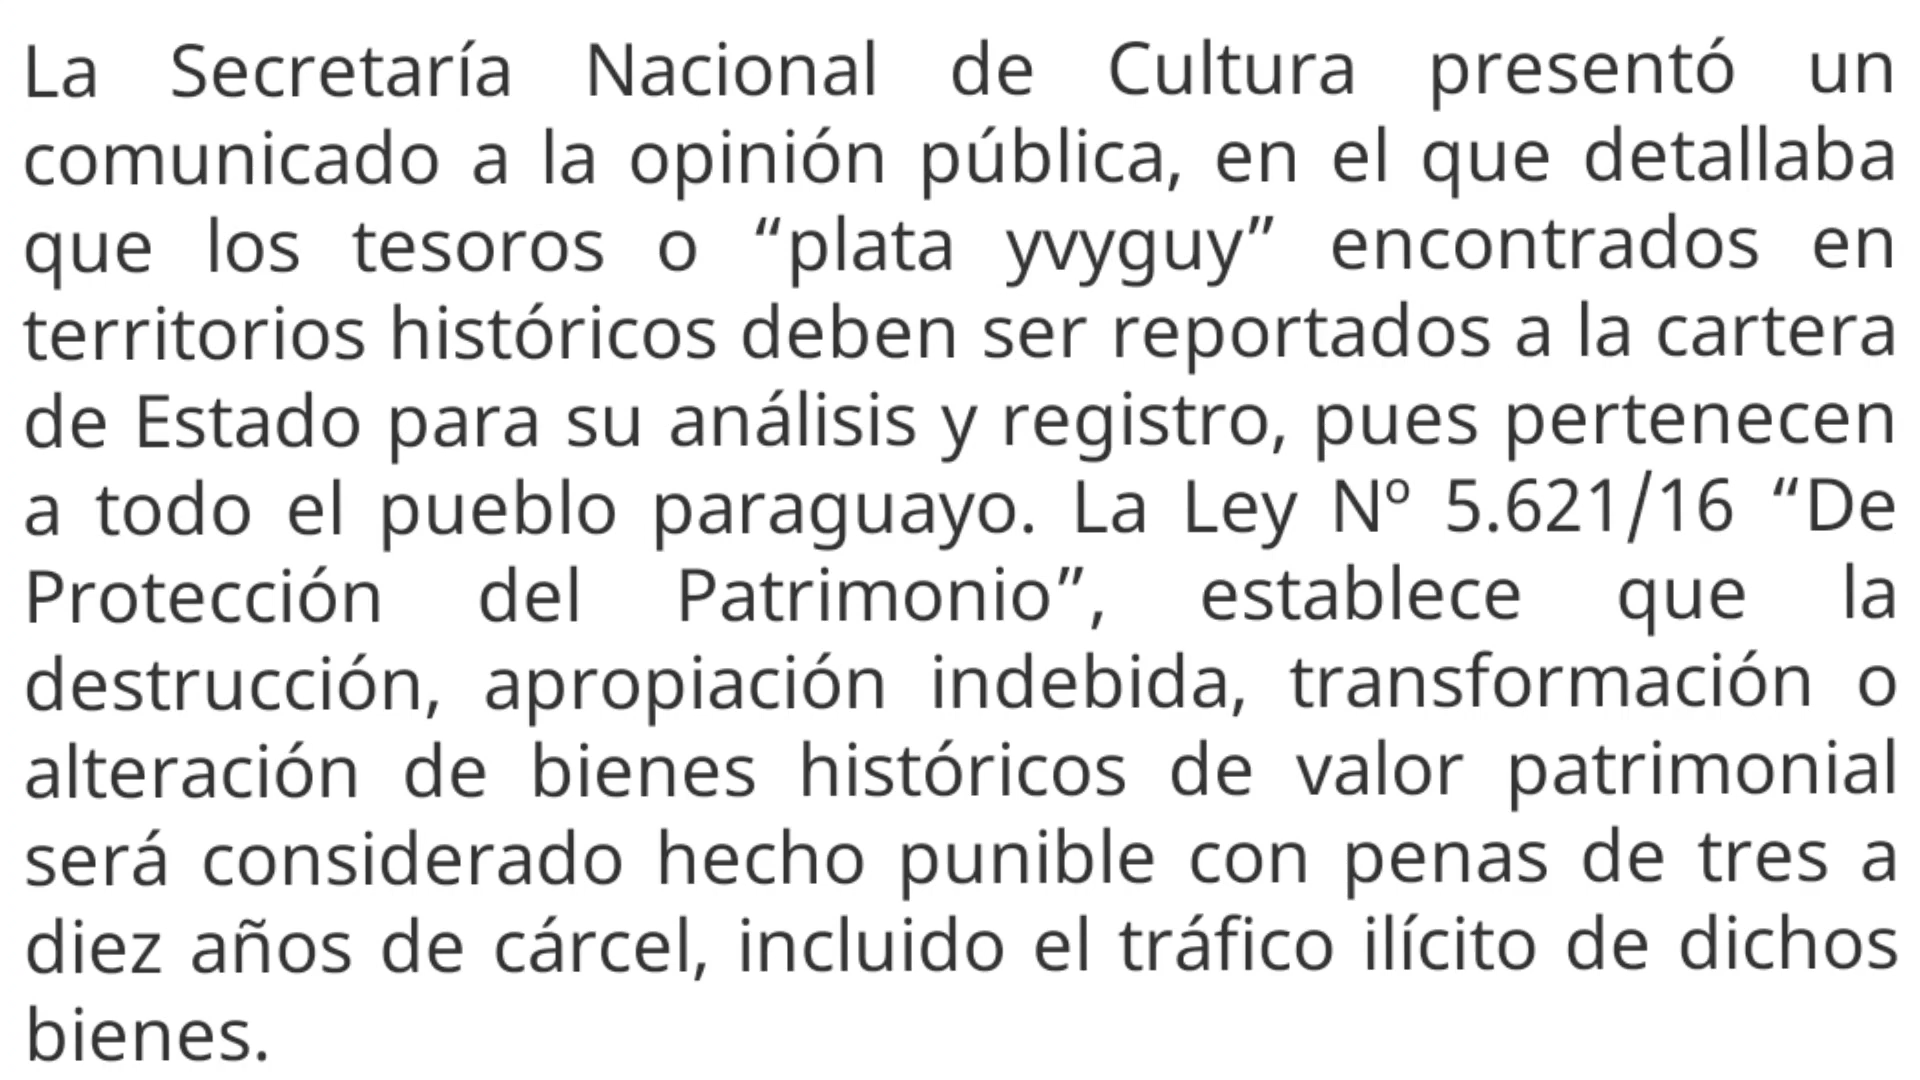 La Secretaría Nacional de Cultura presentó un
comunicado a la opinión pública, en el que detallaba
que los tesoros o “plata yvyguy” encontrados en
territorios históricos deben ser reportados a la cartera
de Estado para su análisis y registro, pues pertenecen
a todo el pueblo paraguayo. La Ley Nº 5.621/16 “De
Protección del Patrimonio”, establece que la
destrucción, apropiación indebida, transformación o
alteración de bienes históricos de valor patrimonial
será considerado hecho punible con penas de tres a
diez años de cárcel, incluido el tráfico ilícito de dichos
bienes.